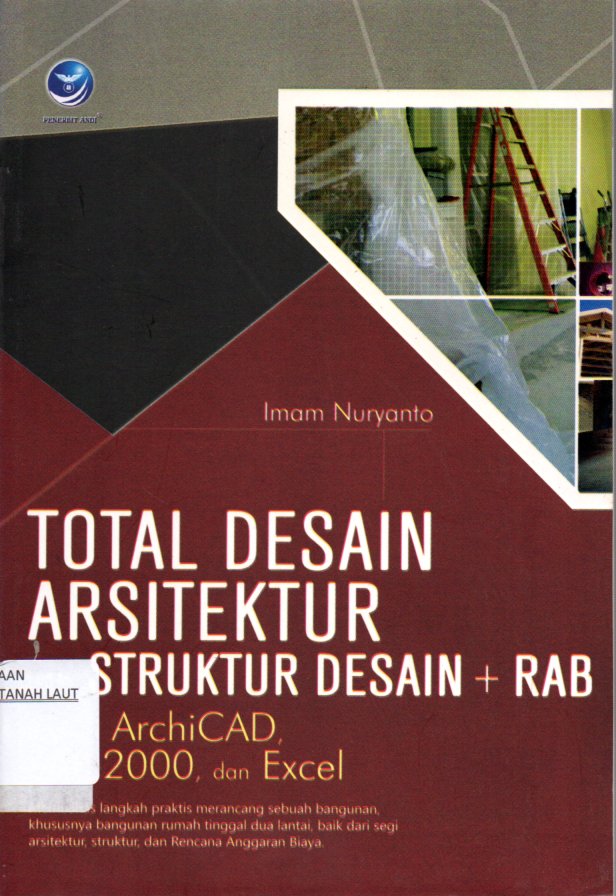 PENERBIT ANDI
Imam Nuryanto
TOTAL DESAIN
ARSITEKTUR
STRUKTUR DESAIN + RAB
AAN
TANAH LAUT
ArchiCAD,
2000, dan Excel
langkah praktis merancang sebuah bangunan,
khususnya bangunan rumah tinggal dua lantai, baik dari segi
arsitektur, struktur, dan Rencana Anggaran Biaya.